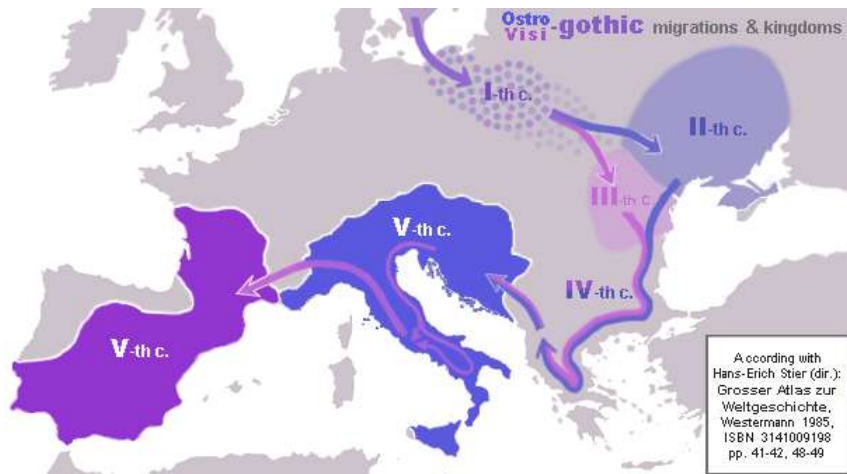 Ostro
Visi-gothic migrations & kingdoms
I-th c.
II-th c.
III-th c.
V-th c.
IV-th c.
V-th c.
According with
Hans-Erich Stier (dir.):
Grosser Atlas zur
Weltgeschichte,
Westermann 1985,
ISBN 3141009198
pp. 41-42, 48-49